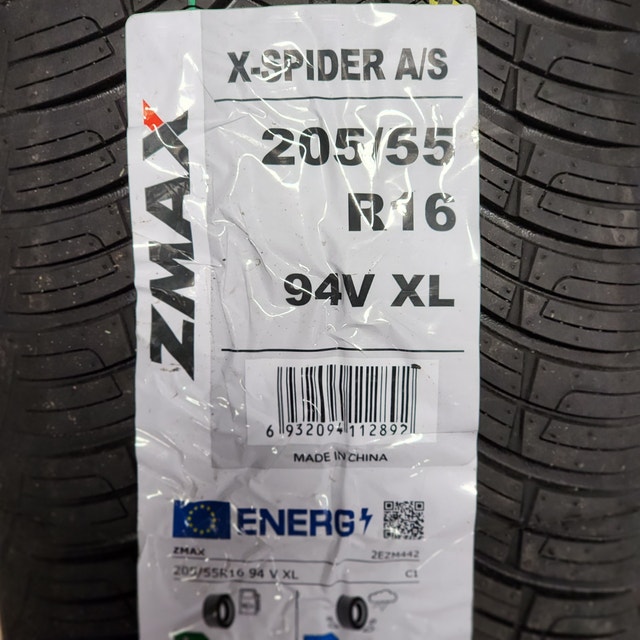 ZMAX
X-SPIDER A/S
205/55
R16
94V XL
6 932094 112892
MADE IN CHINA
ENERG
ZMAX 2E2M442
205/55R16 94 V XL C1